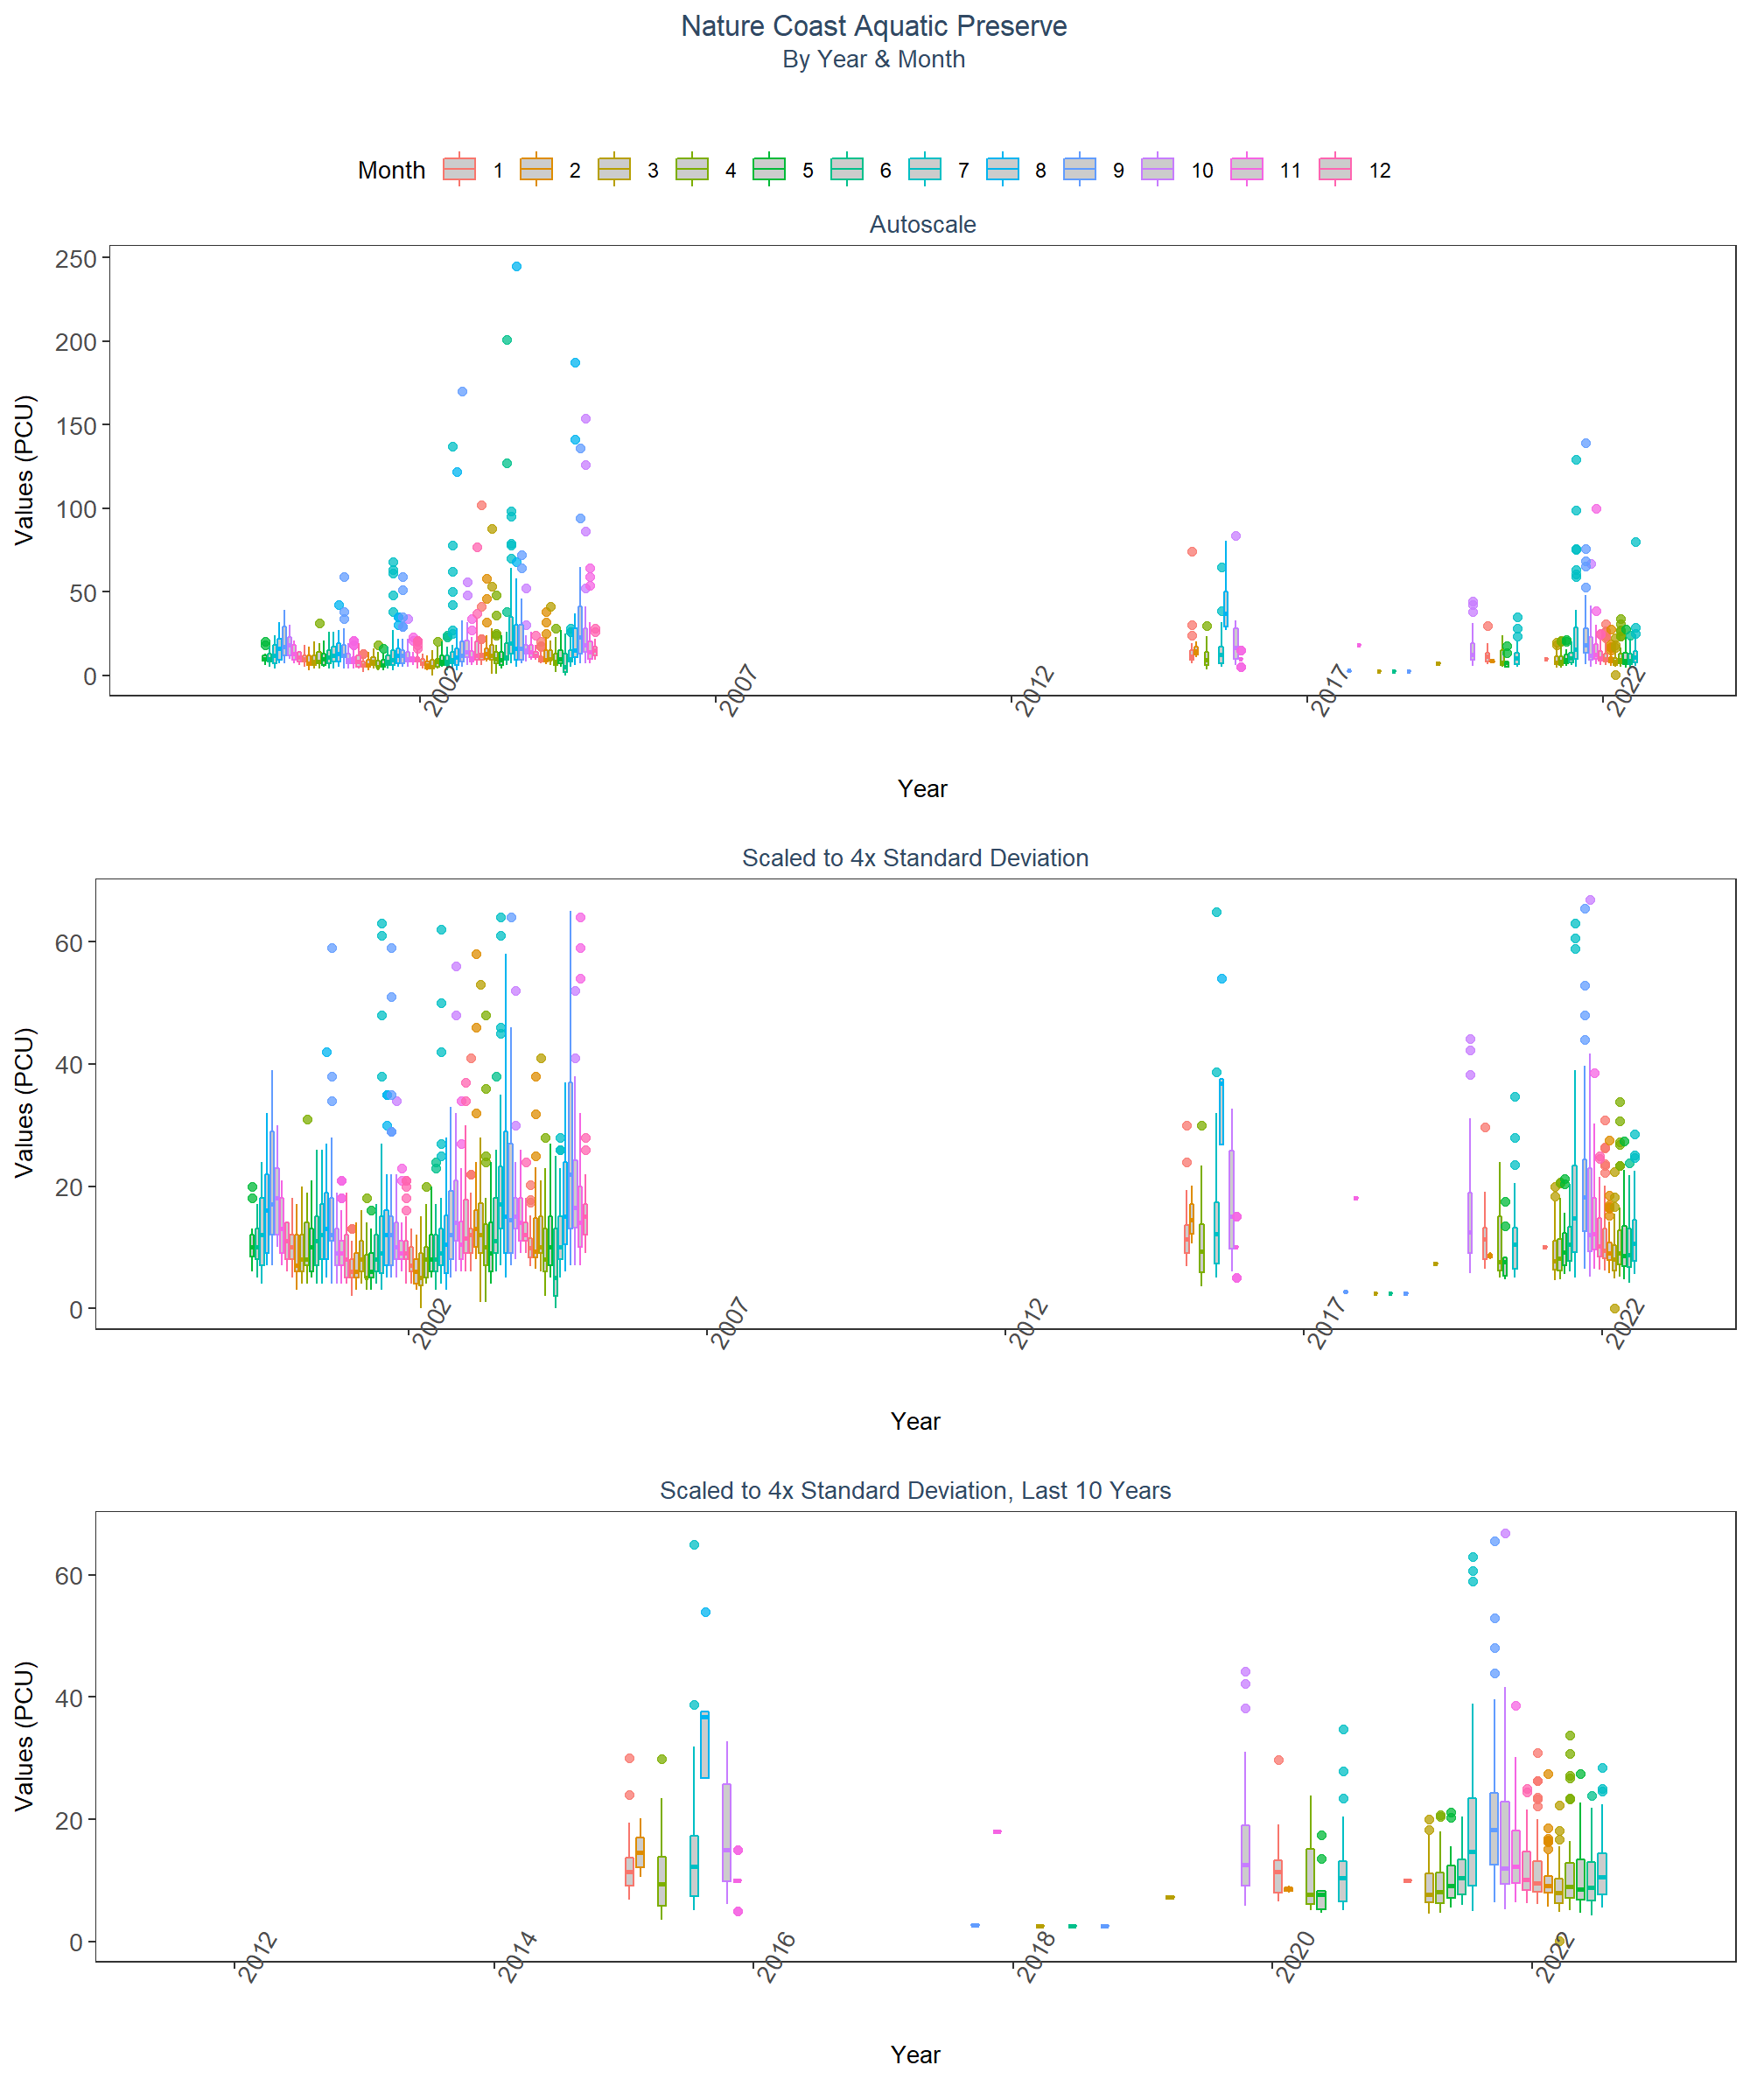 Nature Coast Aquatic Preserve
By Year & Month
Month 1 2 3 4 5 6 7 8 9 10 11 12
Autoscale
Values (PCU)
250
200
150
100
50
0
2002 2007 2012 2017 2022
Year
Scaled to 4x Standard Deviation
Values (PCU)
60
40
20
0
2002 2007 2012 2017 2022
Year
Scaled to 4x Standard Deviation, Last 10 Years
Values (PCU)
60
40
20
0
2012 2014 2016 2018 2020 2022
Year